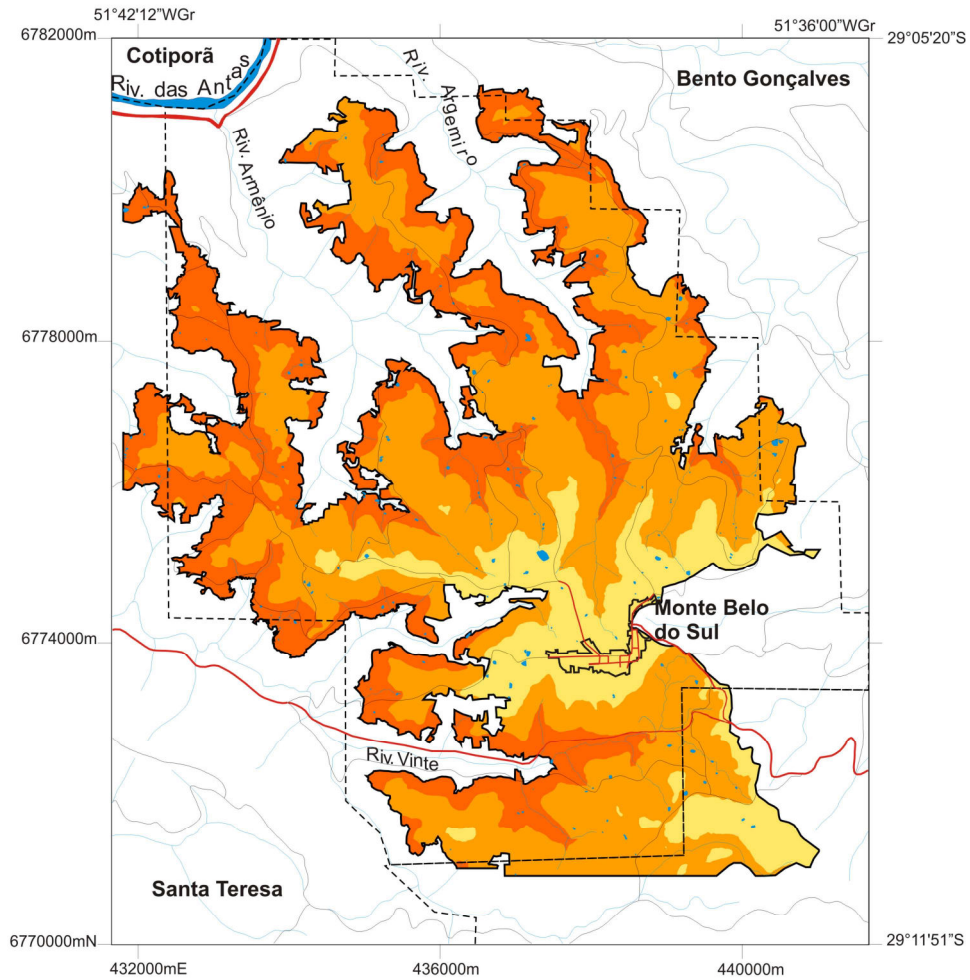 51°42'12"WGr
51°36'00"WGr
6782000m
29°05'20"S
Cotiporã
Riv. das Antas
Riv. Armênio
Riv. Argemiro
Bento Gonçalves
6778000m
Monte Belo
do Sul
6774000m
Riv. Vinte
Santa Teresa
6770000mN
29°11'51"S
432000mE
436000m
440000m